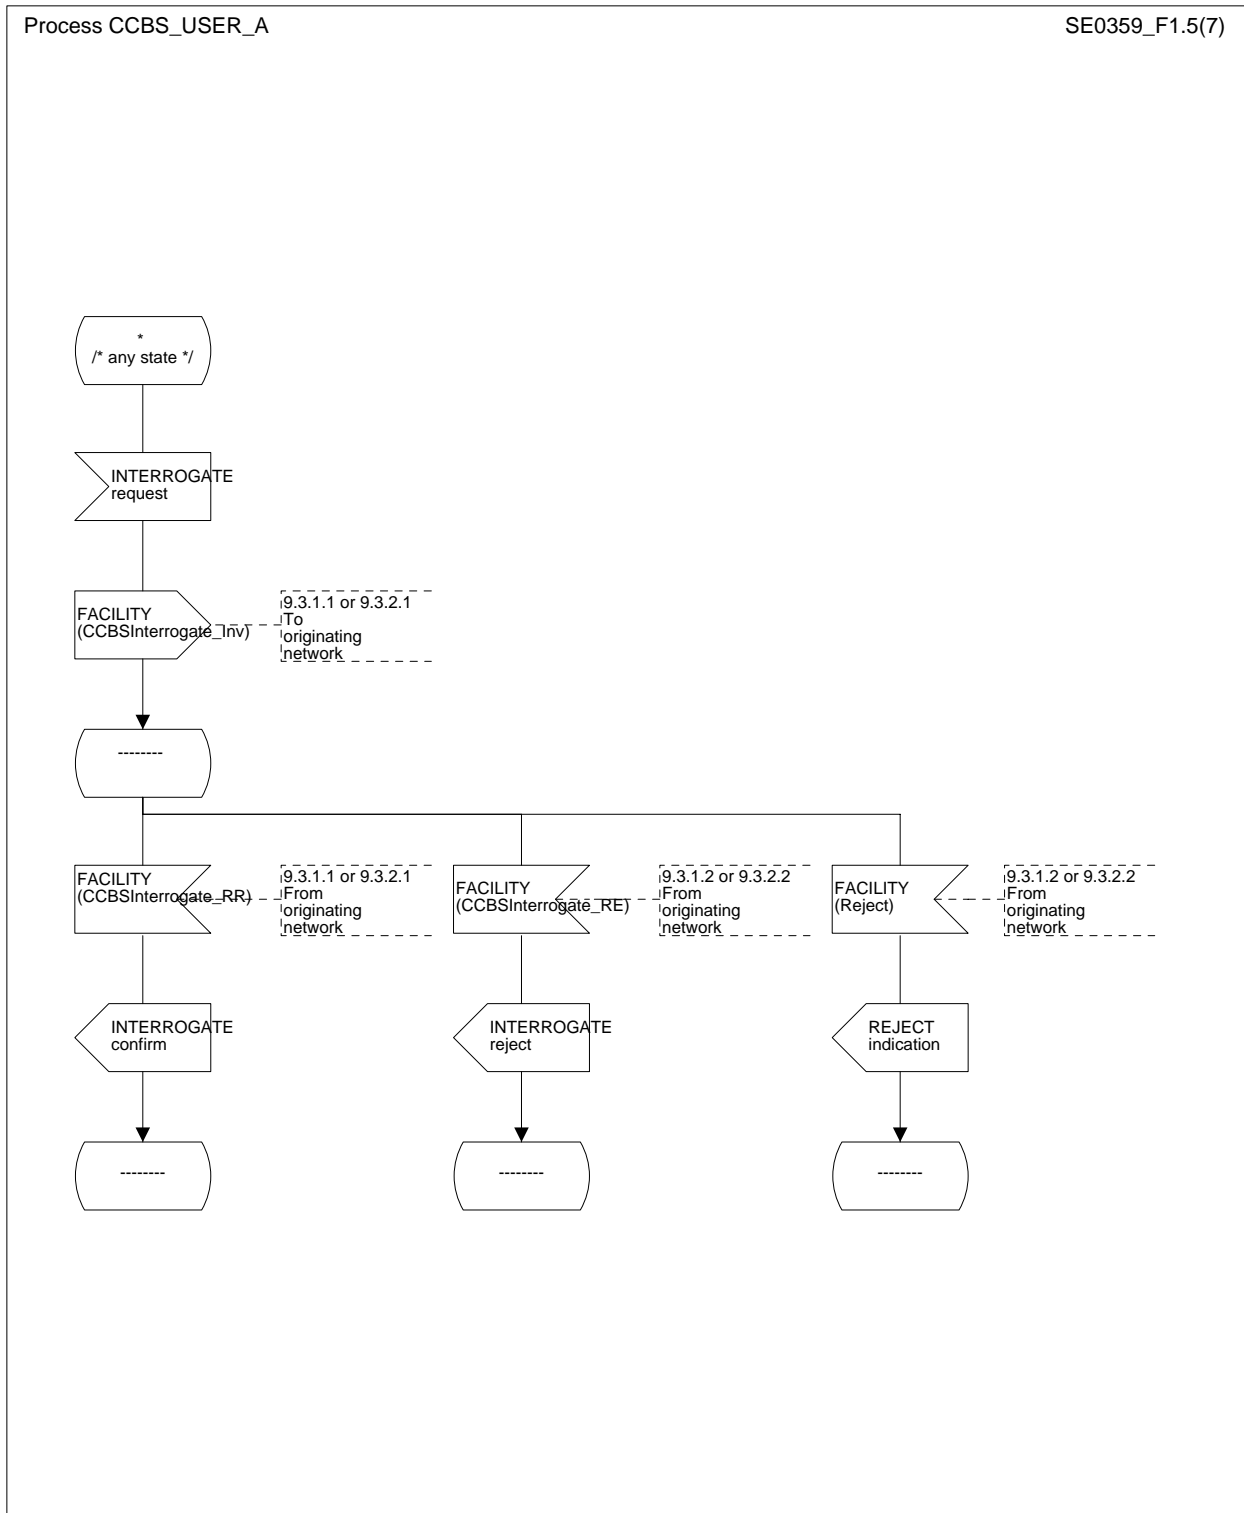 Process CCBS_USER_A
SE0359_F1.5(7)
*
/* any state */
INTERROGATE
request
FACILITY
(CCBSInterrogate_Inv)
9.3.1.1 or 9.3.2.1
To
originating
network
--------
FACILITY
(CCBSInterrogate_RR)
9.3.1.1 or 9.3.2.1
From
originating
network
FACILITY
(CCBSInterrogate_RE)
9.3.1.2 or 9.3.2.2
From
originating
network
FACILITY
(Reject)
9.3.1.2 or 9.3.2.2
From
originating
network
INTERROGATE
confirm
INTERROGATE
reject
REJECT
indication
--------
--------
--------